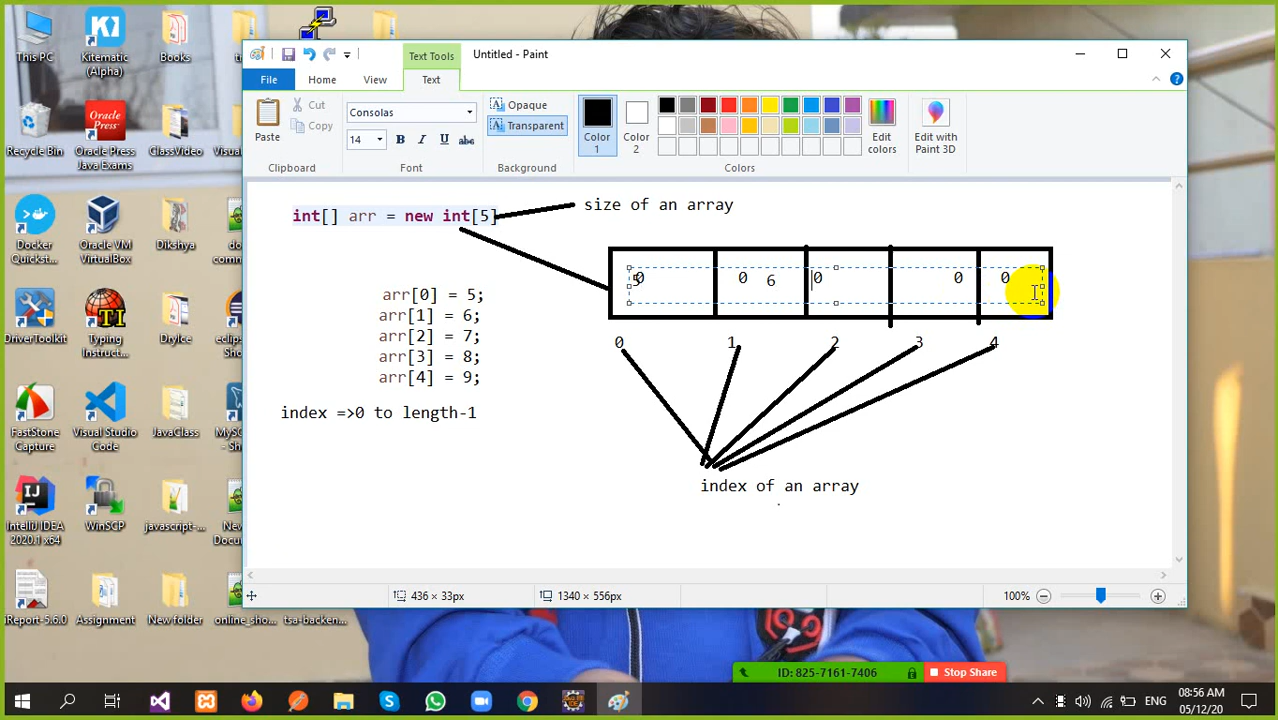 This PC
Kitematic
(Alpha)
Books
Recycle Bin
Oracle Press
Java Exams
ClassVideo
Docker
Quickst...
Oracle VM
VirtualBox
Dikshya
DriverToolkit
Typing
Instruct...
DryIce
FastStone
Capture
Visual Studio
Code
JavaClass
IntelliJ IDEA
2020.1 x64
WinSCP
javascript-...
iReport-5.6.0
Assignment
New folder
online_sho...
tsa-backen...
Text Tools
Untitled - Paint
File
Home
View
Text
Paste
Cut
Copy
Clipboard
Consolas
14
B I U abc
Font
Opaque
Transparent
Background
Color
1
Color
2
Edit
colors
Colors
Edit with
Paint 3D
int[] arr = new int[5]
size of an array
0 0 0 0 0
5 6
arr[0] = 5;
arr[1] = 6;
arr[2] = 7;
arr[3] = 8;
arr[4] = 9;
0 1 2 3 4
index =>0 to length-1
index of an array
436 × 33px
1340 × 556px
100%
ID: 825-7161-7406
Stop Share
ENG
08:56 AM
05/12/20